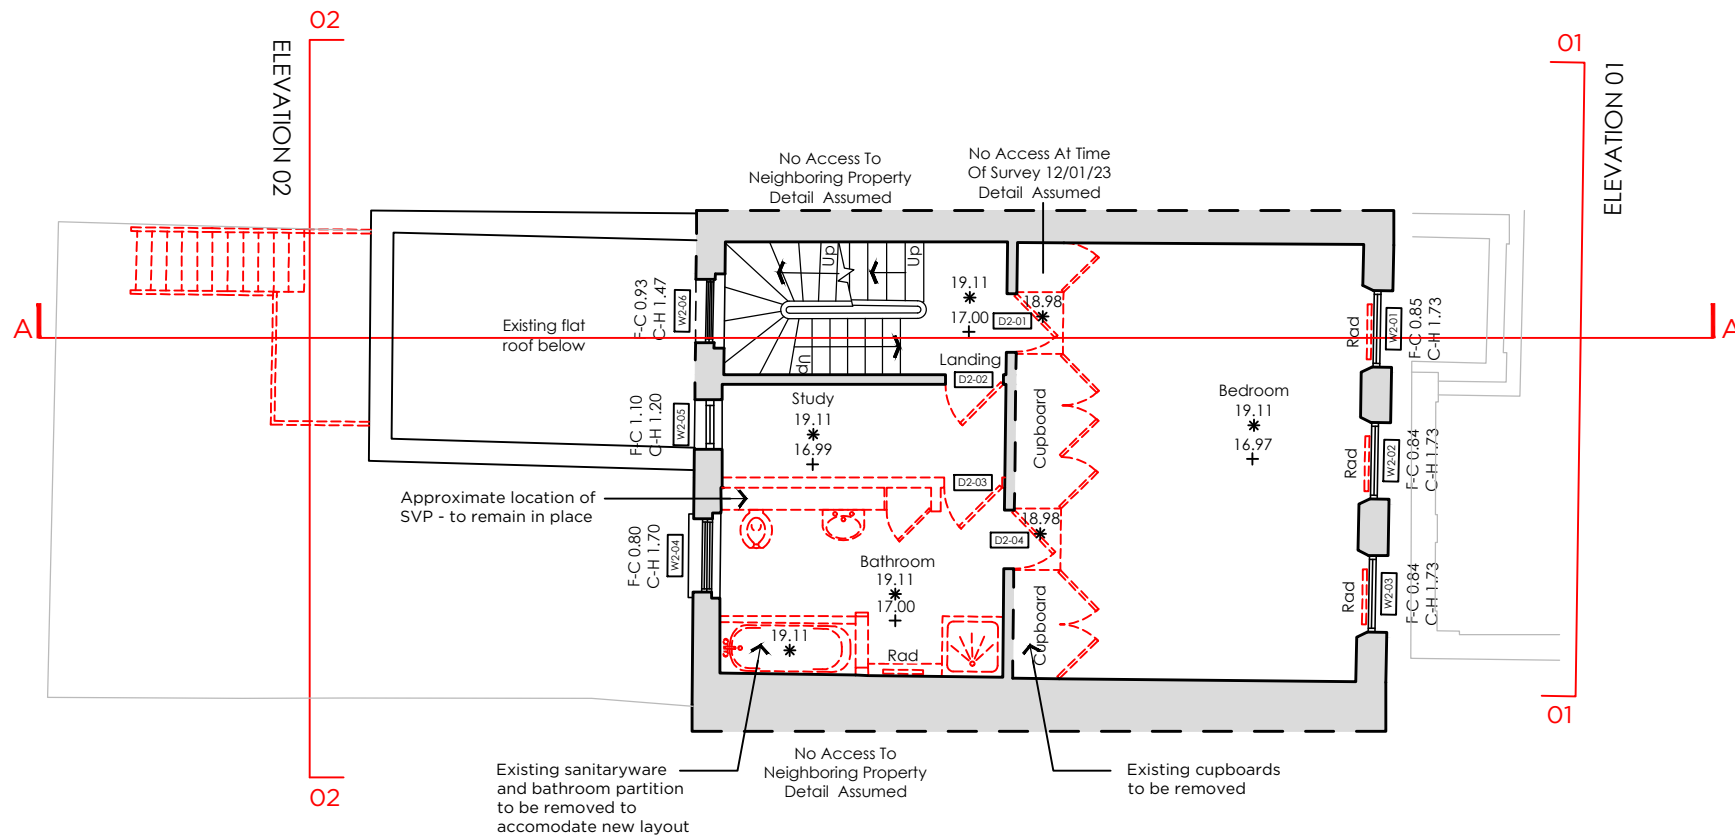 02
ELEVATION 02
01
ELEVATION 01
No Access To
Neighboring Property
Detail Assumed
No Access At Time
Of Survey 12/01/23
Detail Assumed
A
A
Existing flat
roof below
F-C 0.93
C-H 1.47
W2-06
Up
Up
Up
19.11
17.00
D2-01
18.98
Landing
D2-02
Rad
W2-01
F-C 0.85
C-H 1.73
Study
19.11
16.99
F-C 1.10
C-H 1.20
W2-05
Cupboard
Bedroom
19.11
16.97
Rad
W2-02
F-C 0.84
C-H 1.73
Approximate location of
SVP - to remain in place
D2-03
18.98
D2-04
F-C 0.80
C-H 1.70
W2-04
Bathroom
19.11
17.00
19.11
Rad
Cupboard
Rad
W2-03
F-C 0.84
C-H 1.73
Existing sanitaryware
and bathroom partition
to be removed to
accomodate new layout
No Access To
Neighboring Property
Detail Assumed
Existing cupboards
to be removed
02
01